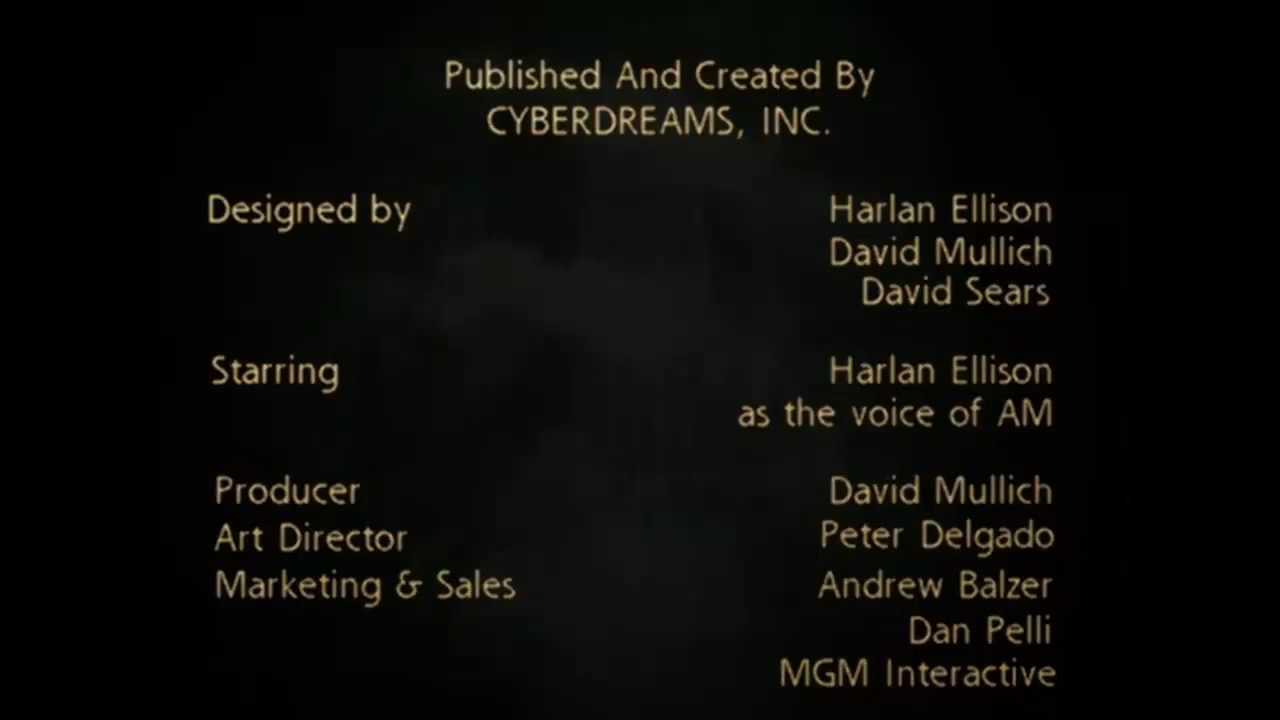 Published And Created By
CYBERDREAMS, INC.
Designed by Harlan Ellison
David Mullich
David Sears
Starring Harlan Ellison
as the voice of AM
Producer David Mullich
Art Director Peter Delgado
Marketing & Sales Andrew Balzer
Dan Pelli
MGM Interactive